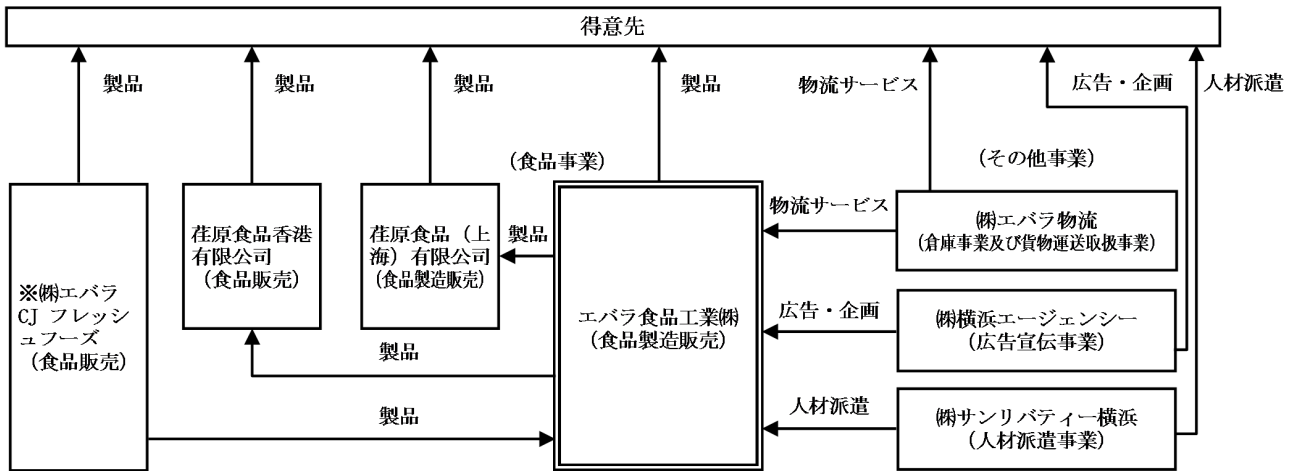 得意先
製品
製品
製品
製品
物流サービス
広告・企画
人材派遣
(食品事業)
(その他事業)
※㈱エバラ
CJ フレッシ
ュフーズ
(食品販売)
荏原食品香港
有限公司
(食品販売)
荏原食品(上
海)有限公司
(食品製造販売)
製品
エバラ食品工業㈱
(食品製造販売)
物流サービス
㈱エバラ物流
(倉庫事業及び貨物運送取扱事業)
広告・企画
㈱横浜エージェンシー
(広告宣伝事業)
製品
人材派遣
㈱サンリバティー横浜
(人材派遣事業)
製品